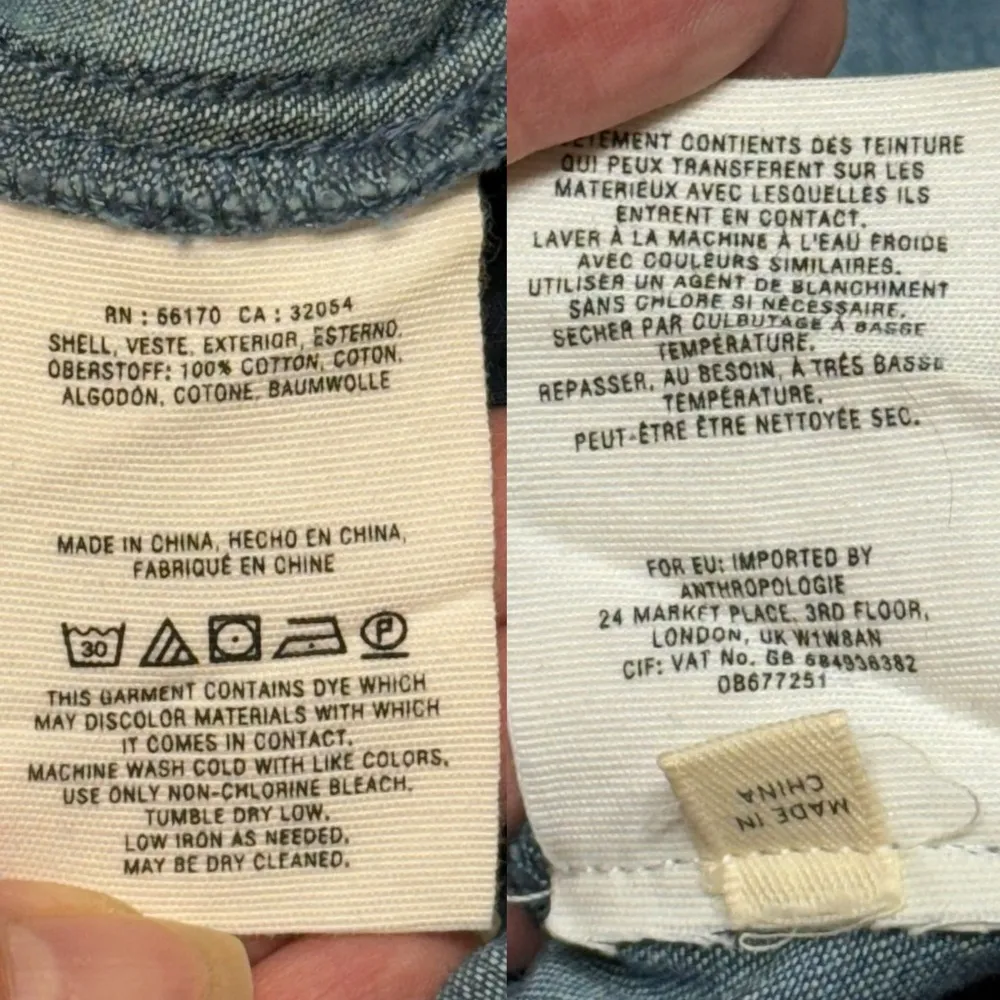 RN : 66170 CA : 32054
SHELL, VESTE, EXTERIOR, ESTERNO,
OBERSTOFF: 100% COTTON, COTON,
ALGODÓN, COTONE, BAUMWOLLE
MADE IN CHINA, HECHO EN CHINA,
FABRIQUÉ EN CHINE
30
P
THIS GARMENT CONTAINS DYE WHICH
MAY DISCOLOR MATERIALS WITH WHICH
IT COMES IN CONTACT.
MACHINE WASH COLD WITH LIKE COLORS.
USE ONLY NON-CHLORINE BLEACH.
TUMBLE DRY LOW.
LOW IRON AS NEEDED.
MAY BE DRY CLEANED.
CONTIENTS DES TEINTURE
QUI PEUX TRANSFERENT SUR LES
MATERIEUX AVEC LESQUELLES ILS
ENTRENT EN CONTACT.
LAVER À LA MACHINE À L'EAU FROIDE
AVEC COULEURS SIMILAIRES.
UTILISER UN AGENT DE BLANCHIMENT
SANS CHLORE SI NÉCESSAIRE.
SÉCHER PAR CULBUTAGE À BASSE
TEMPÉRATURE.
REPASSER, AU BESOIN, À TRÉS BASSE
TEMPÉRATURE.
PEUT-ÊTRE ÊTRE NETTOYÉE SEC.
FOR EU: IMPORTED BY
ANTHROPOLOGIE
24 MARKET PLACE, 3RD FLOOR,
LONDON, UK W1W8AN
CIF: VAT No. GB 684936382
0B677251
MADE IN
CHINA